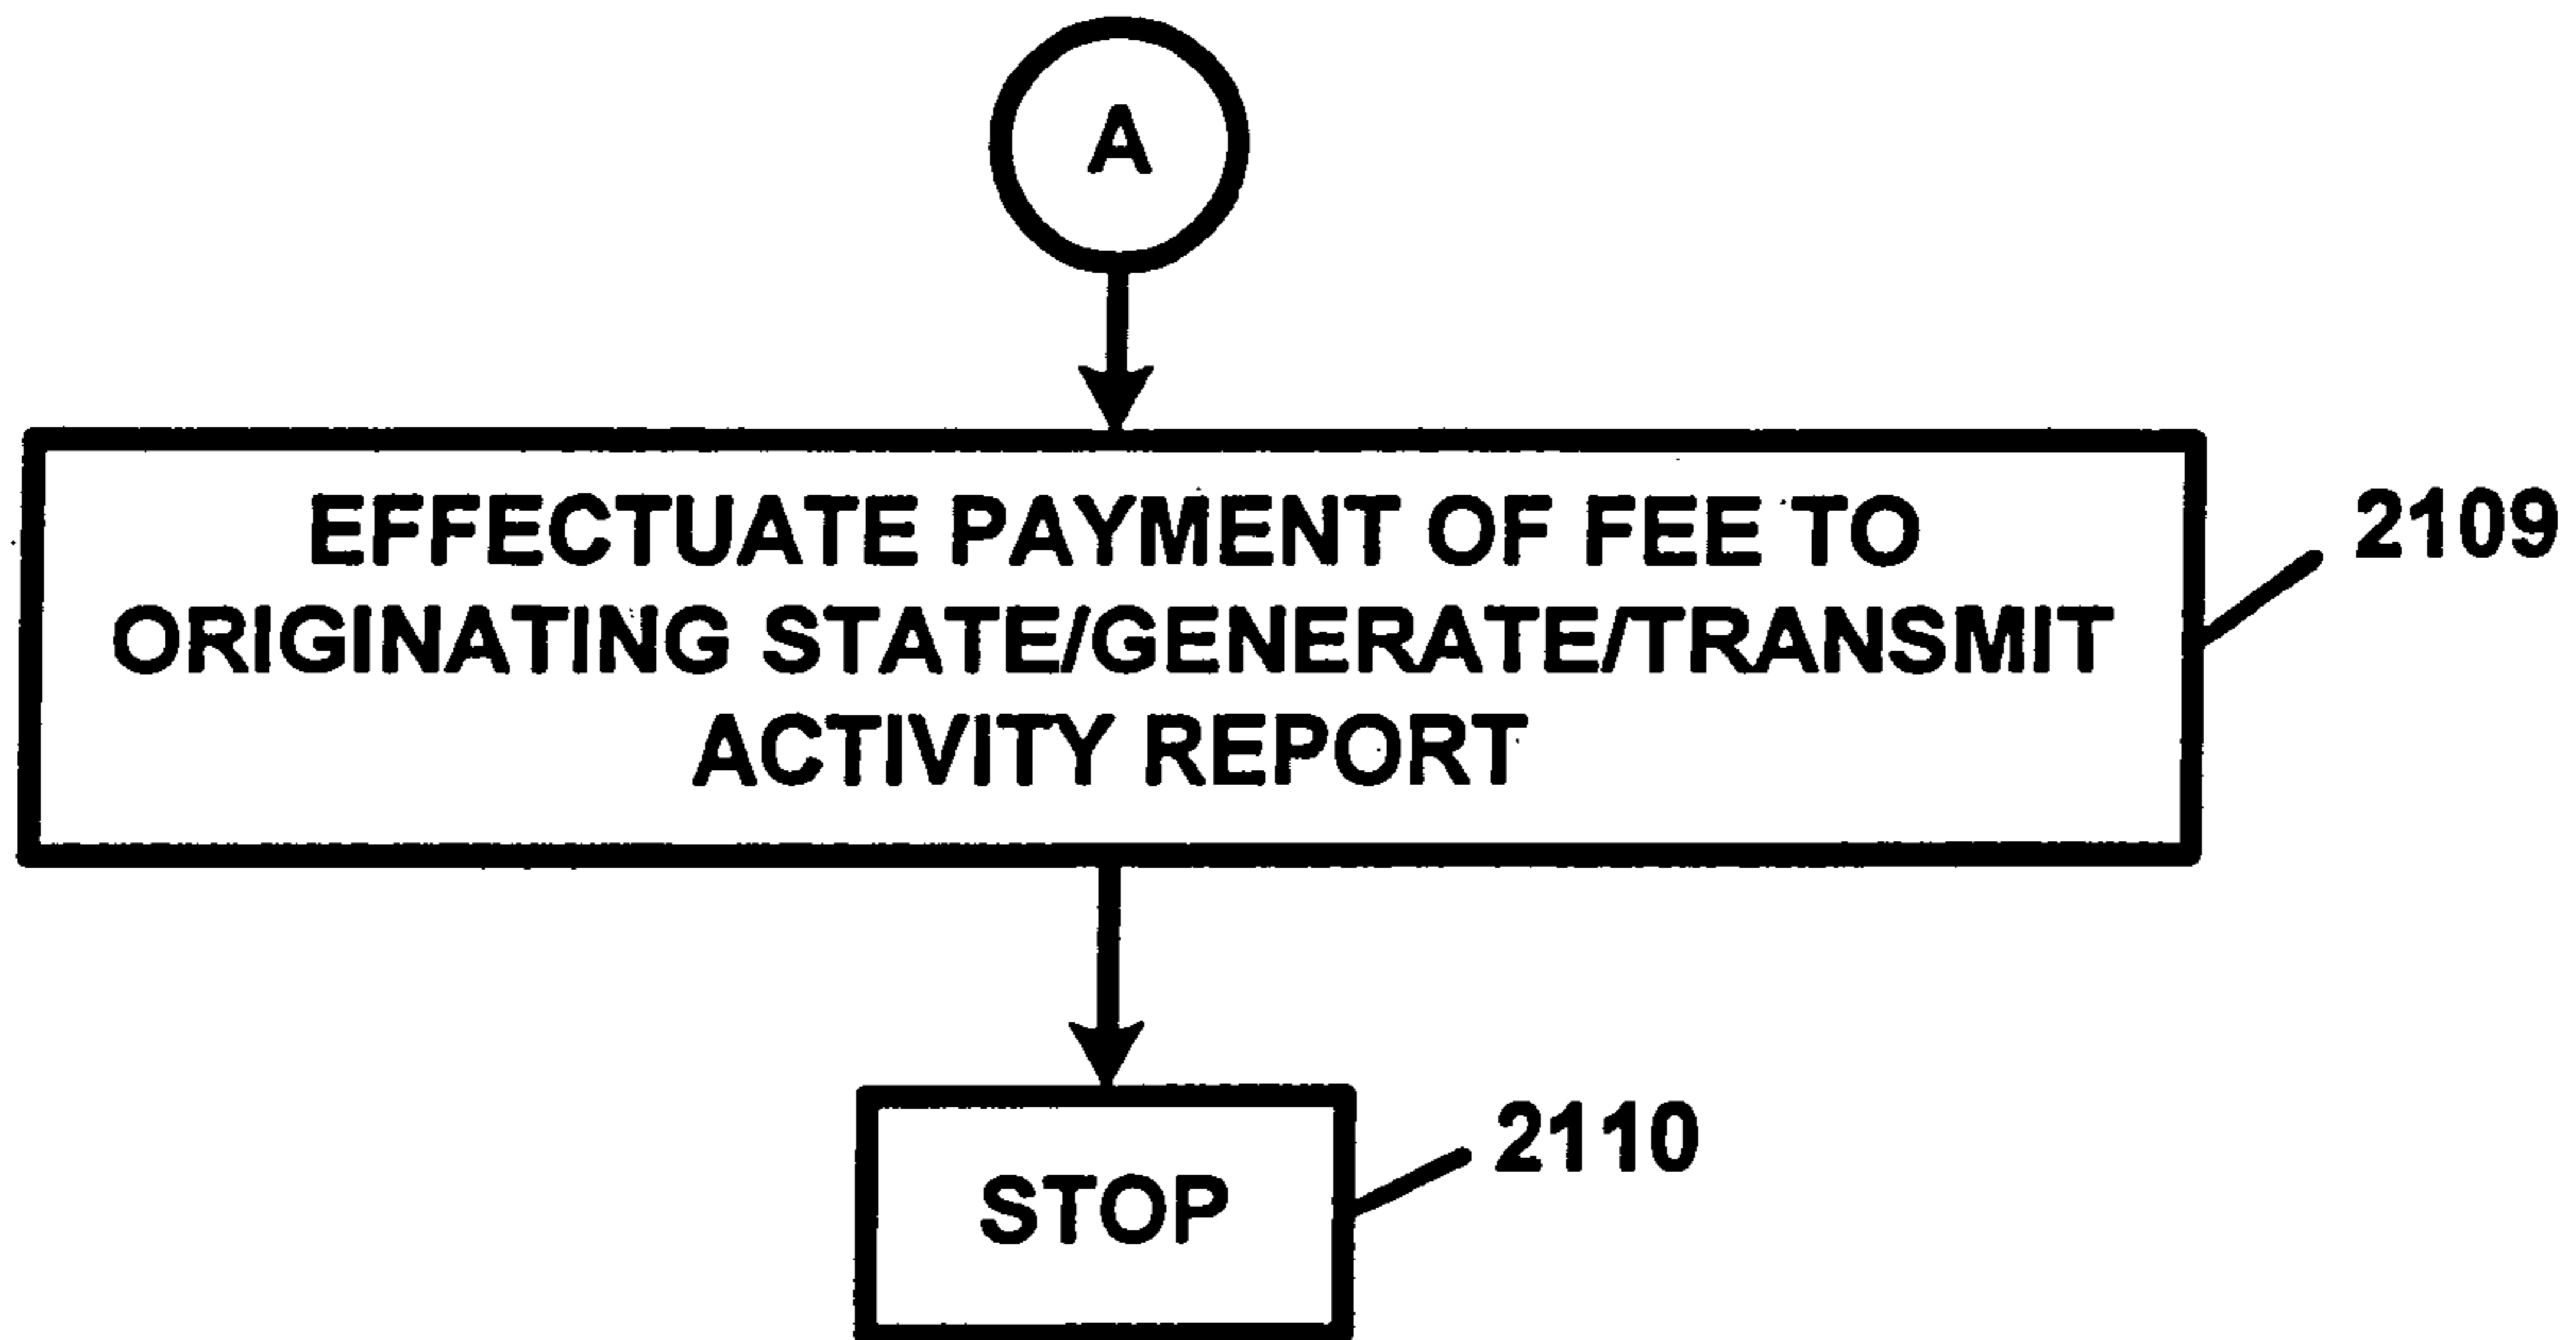 A
EFFECTUATE PAYMENT OF FEE TO
ORIGINATING STATE/GENERATE/TRANSMIT
ACTIVITY REPORT
2109
STOP
2110